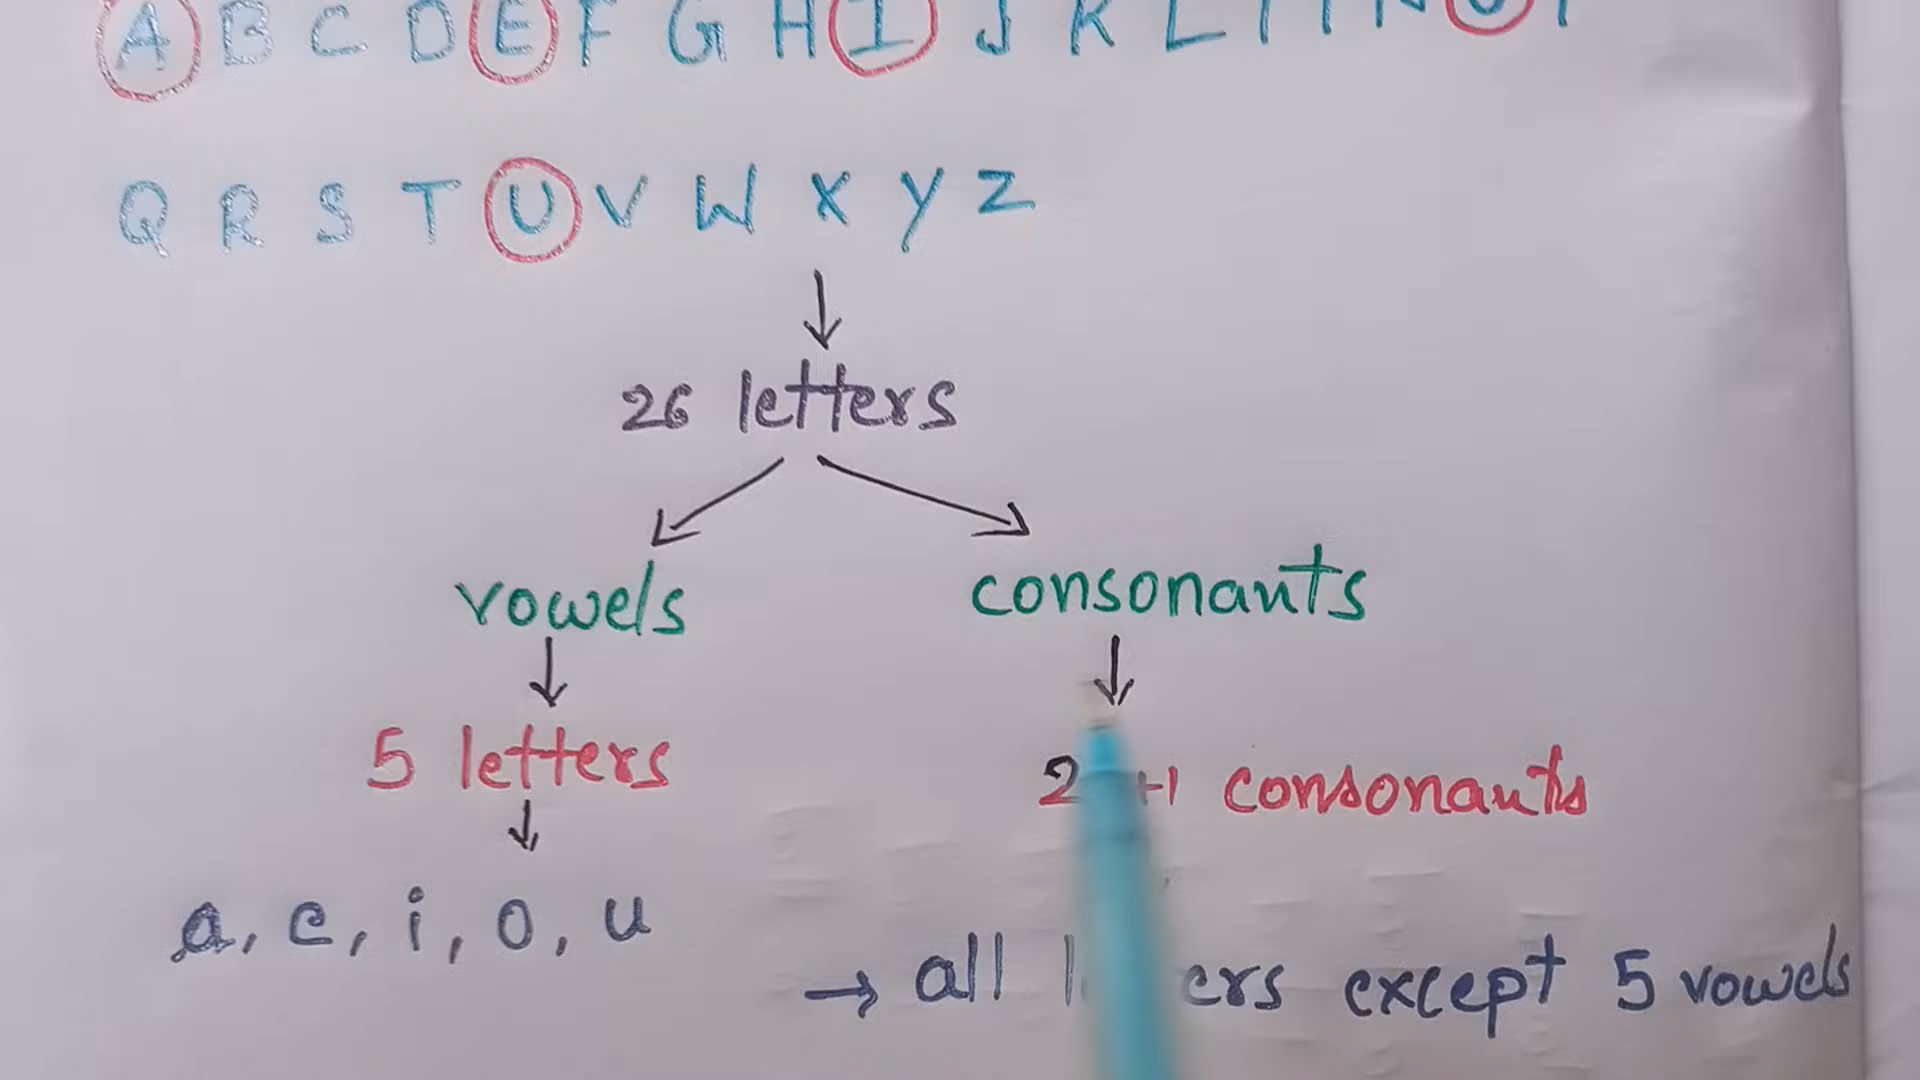 A B C D E F G H I J K L
Q R S T U V W X Y Z
26 letters
vowels consonants
5 letters consonants
a, e, i, o, u
→ all except 5 vowels